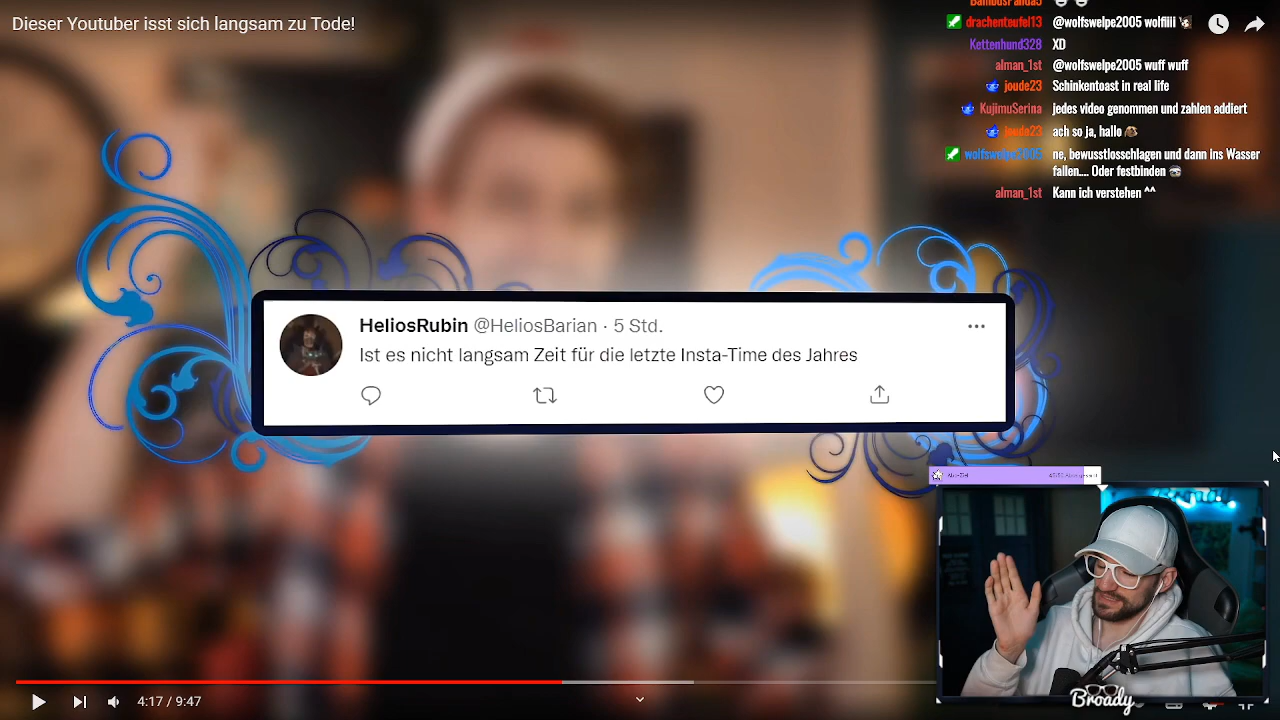 Dieser Youtuber isst sich langsam zu Tode!
BambusPanda5
drachenteufel13 @wolfswelpe2005 wolfiiii
Kettenhund328 XD
alman_1st @wolfswelpe2005 wuff wuff
joude23 Schinkentoast in real life
KujimuSerina jedes video genommen und zahlen addiert
joude23 ach so ja, hallo
wolfswelpe2005 ne, bewusstlosschlagen und dann ins Wasser
fallen.... Oder festbinden
alman_1st Kann ich verstehen ^^
HeliosRubin @HeliosBarian · 5 Std.
Ist es nicht langsam Zeit für die letzte Insta-Time des Jahres
4:17 / 9:47
Broady